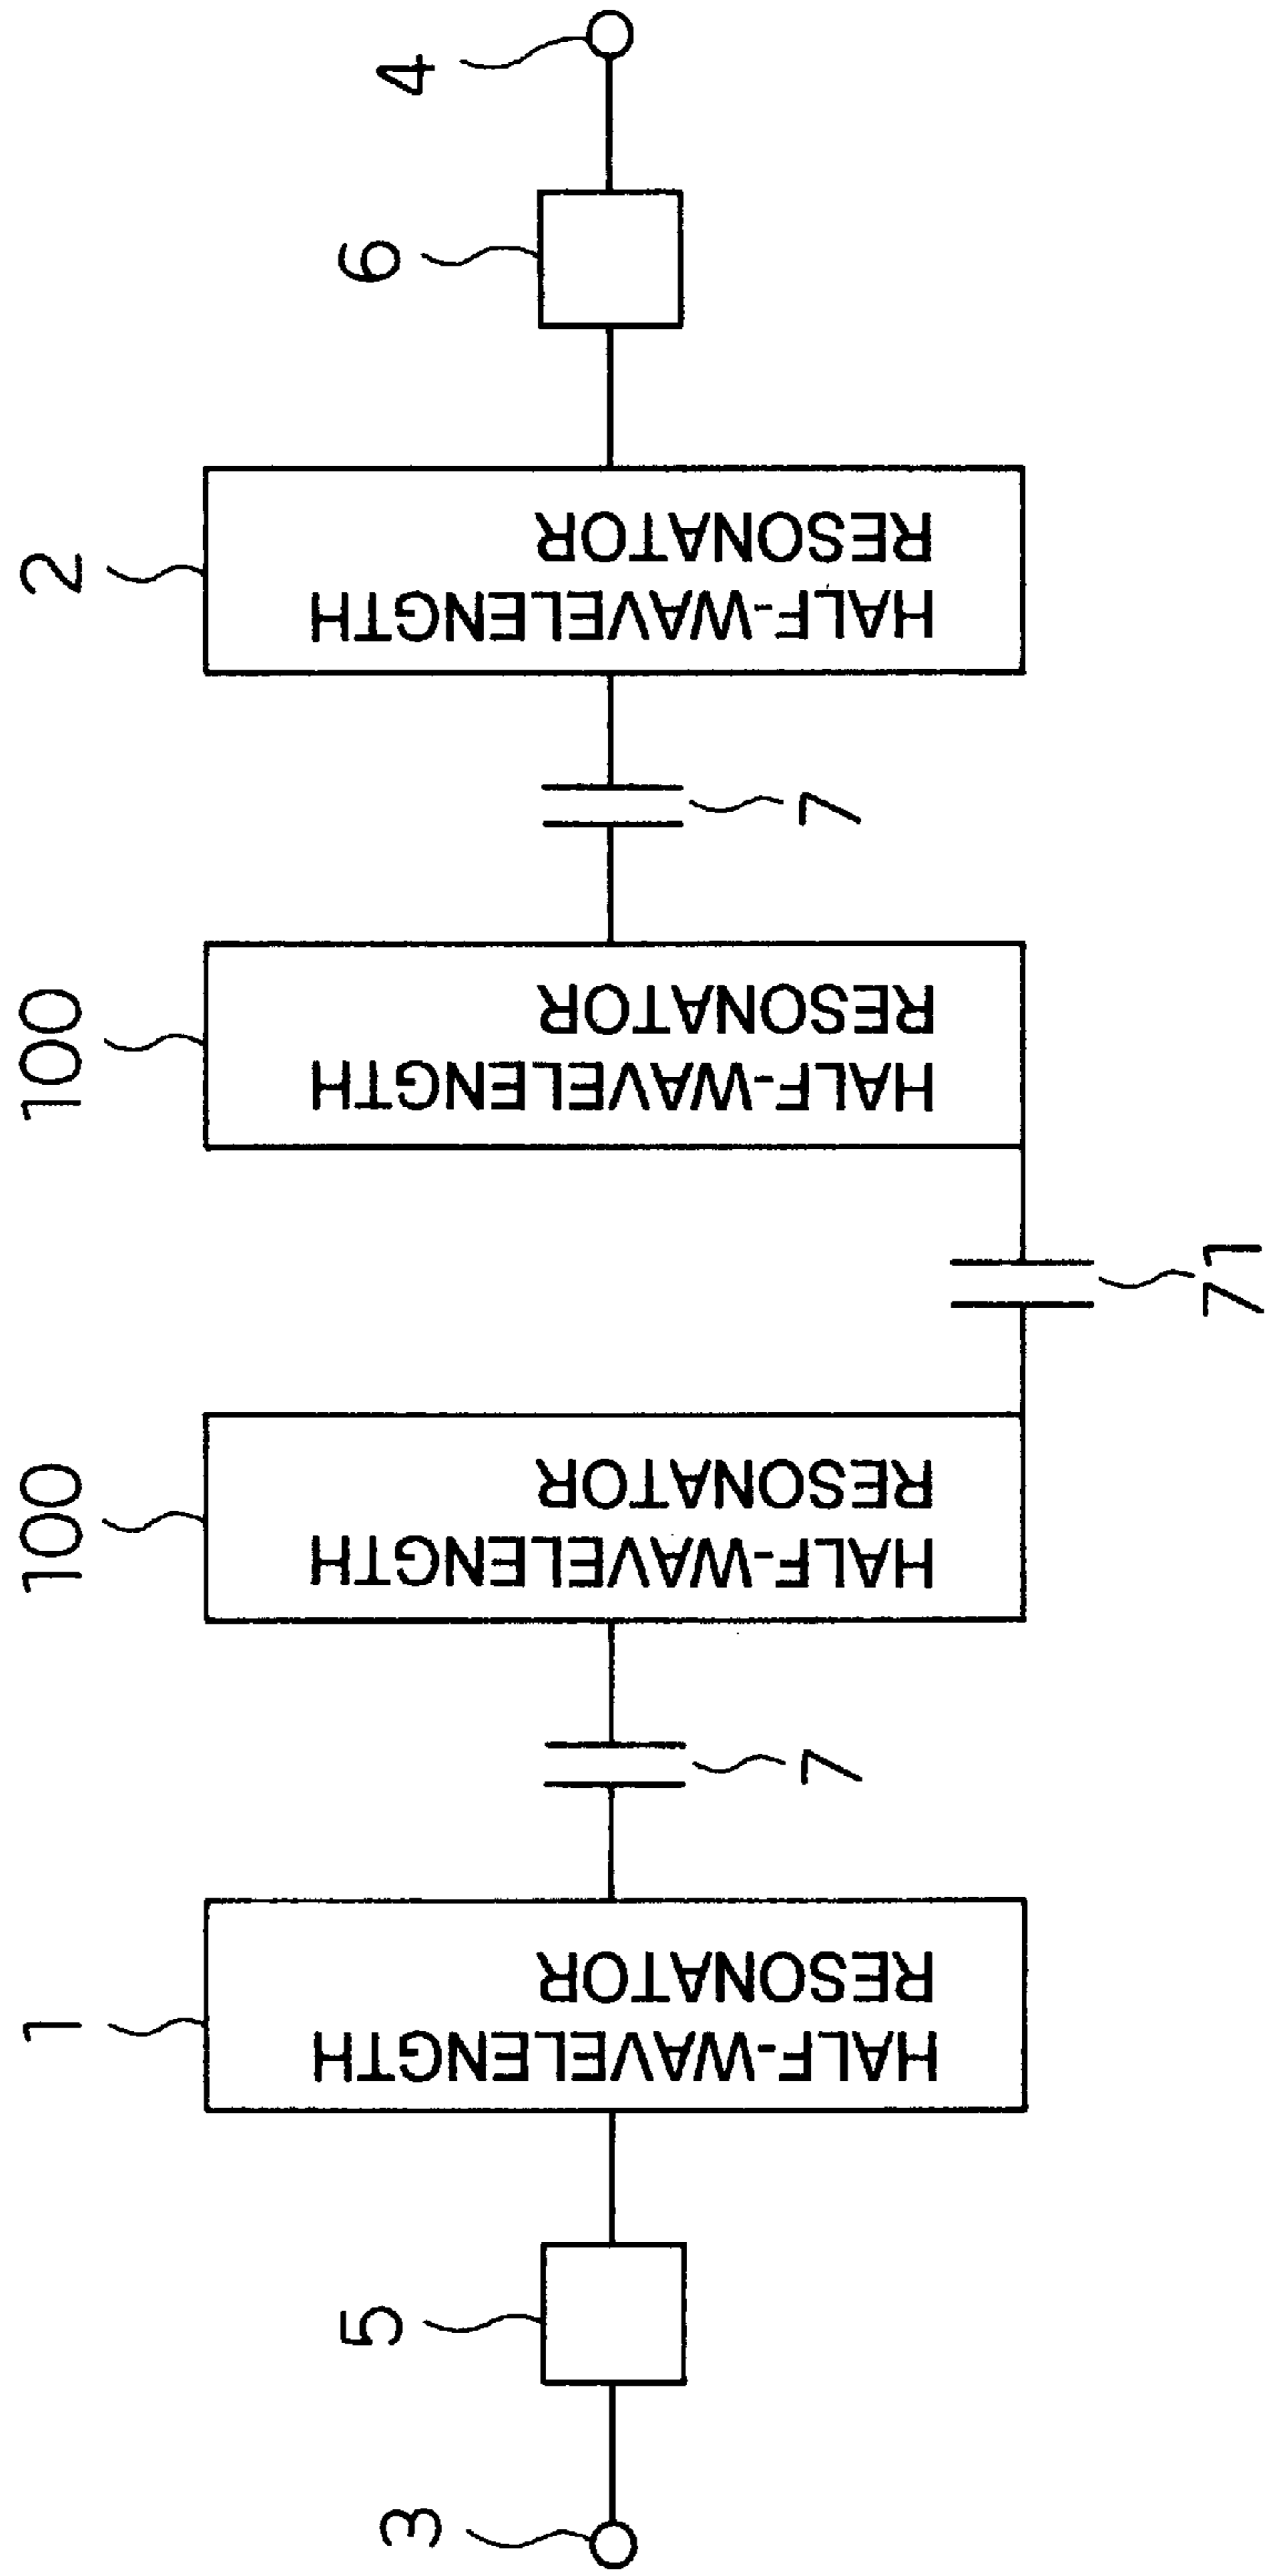 1
100
100
2
3
5
HALF-WAVELENGTH
RESONATOR
HALF-WAVELENGTH
RESONATOR
HALF-WAVELENGTH
RESONATOR
HALF-WAVELENGTH
RESONATOR
6
4
7
7
71